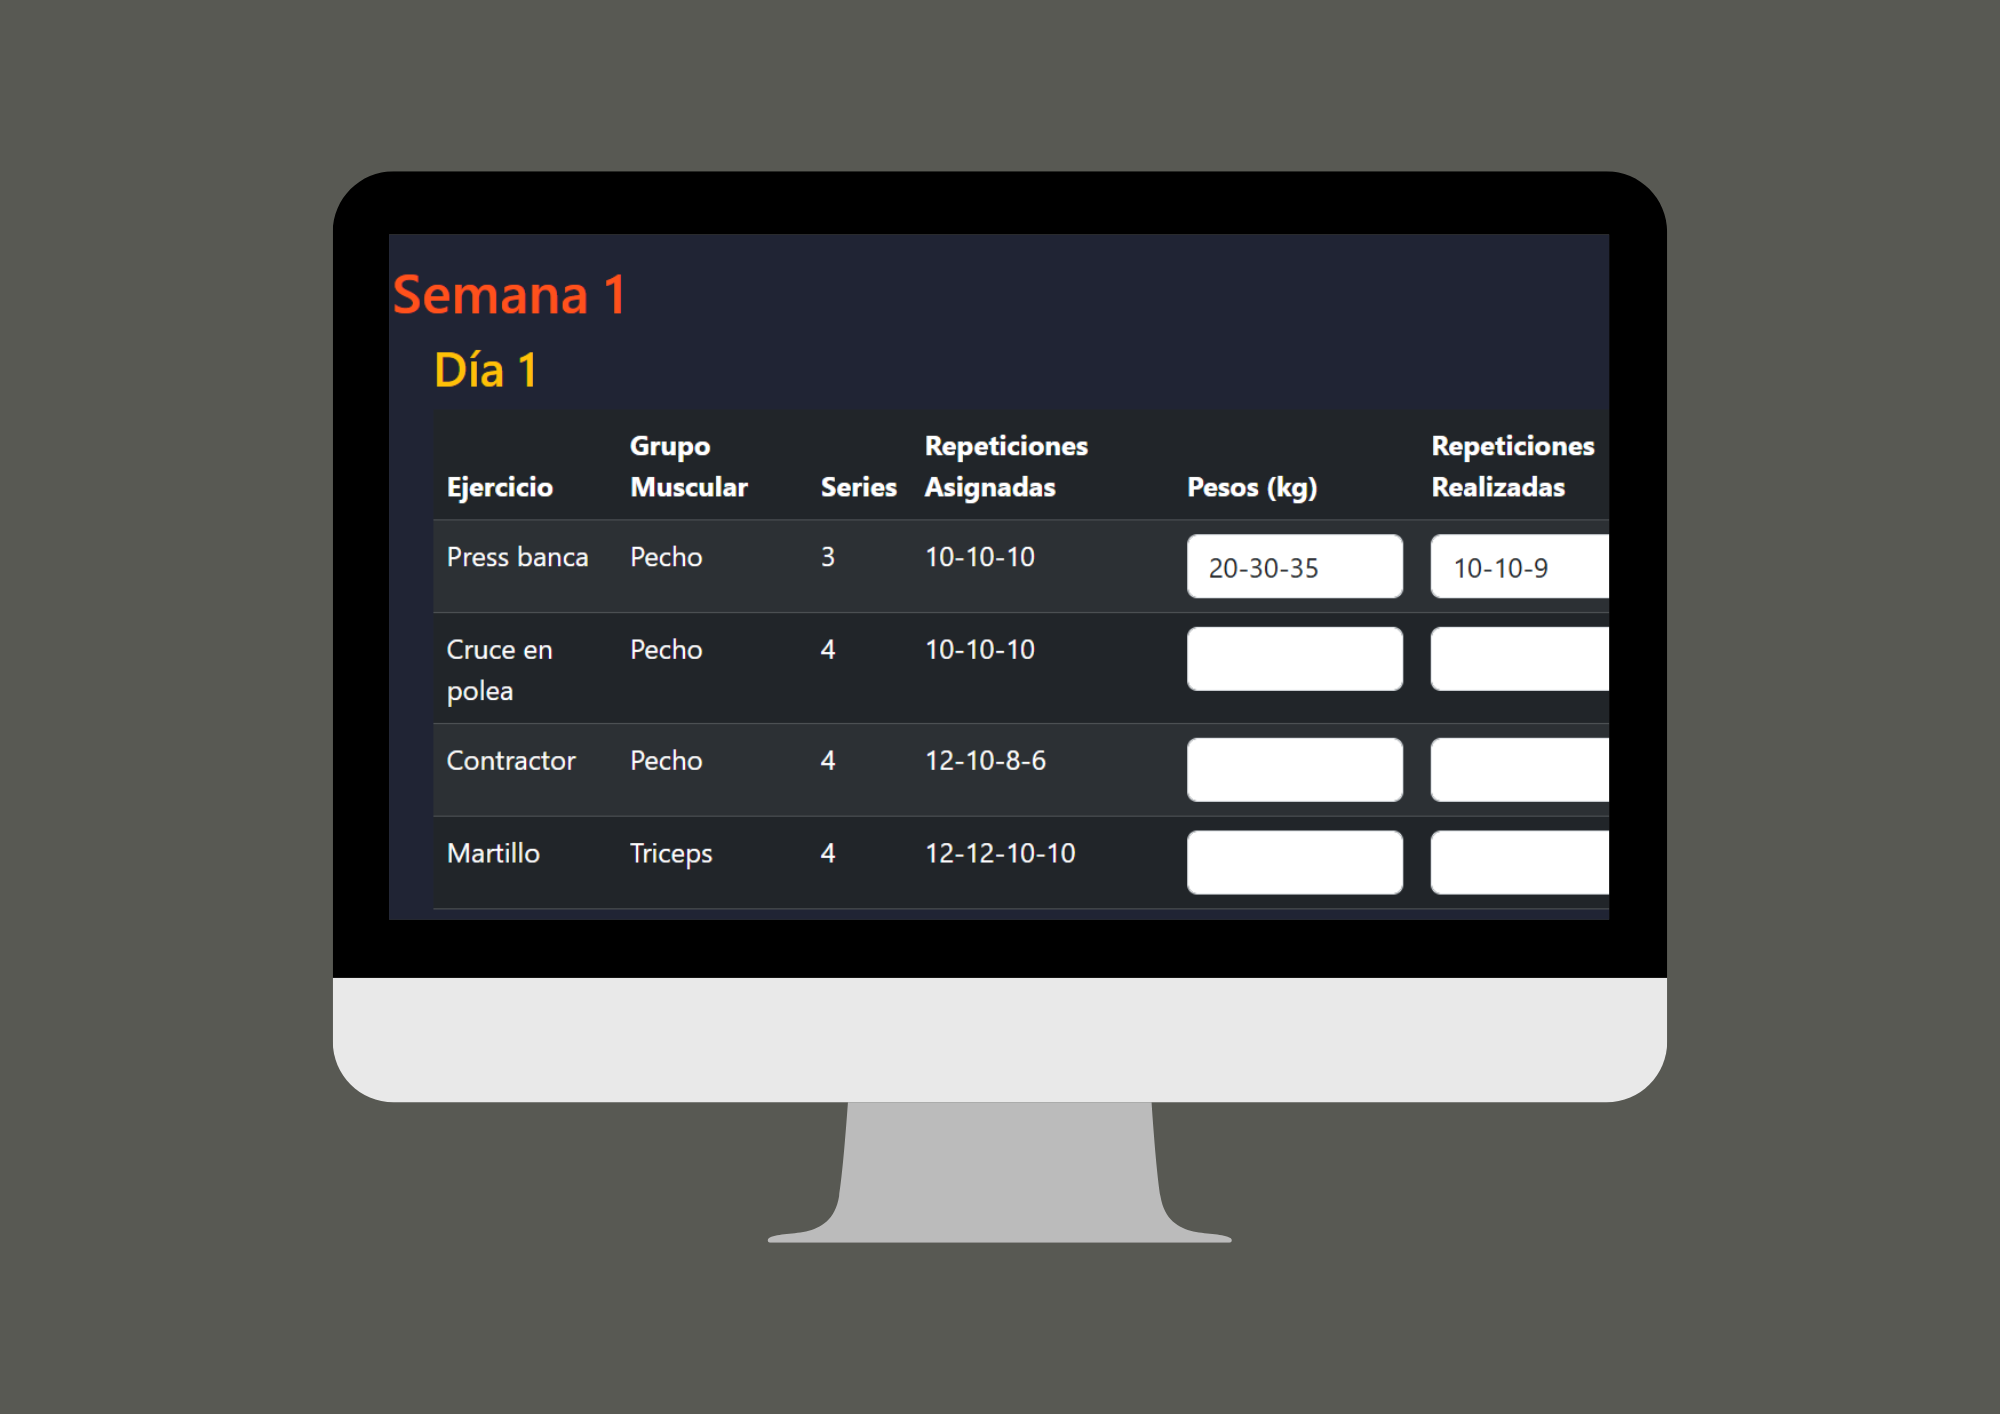 Semana 1
Día 1
Ejercicio Grupo Muscular Series Repeticiones Asignadas Pesos (kg) Repeticiones Realizadas
Press banca Pecho 3 10-10-10 20-30-35 10-10-9
Cruce en polea Pecho 4 10-10-10
Contractor Pecho 4 12-10-8-6
Martillo Triceps 4 12-12-10-10